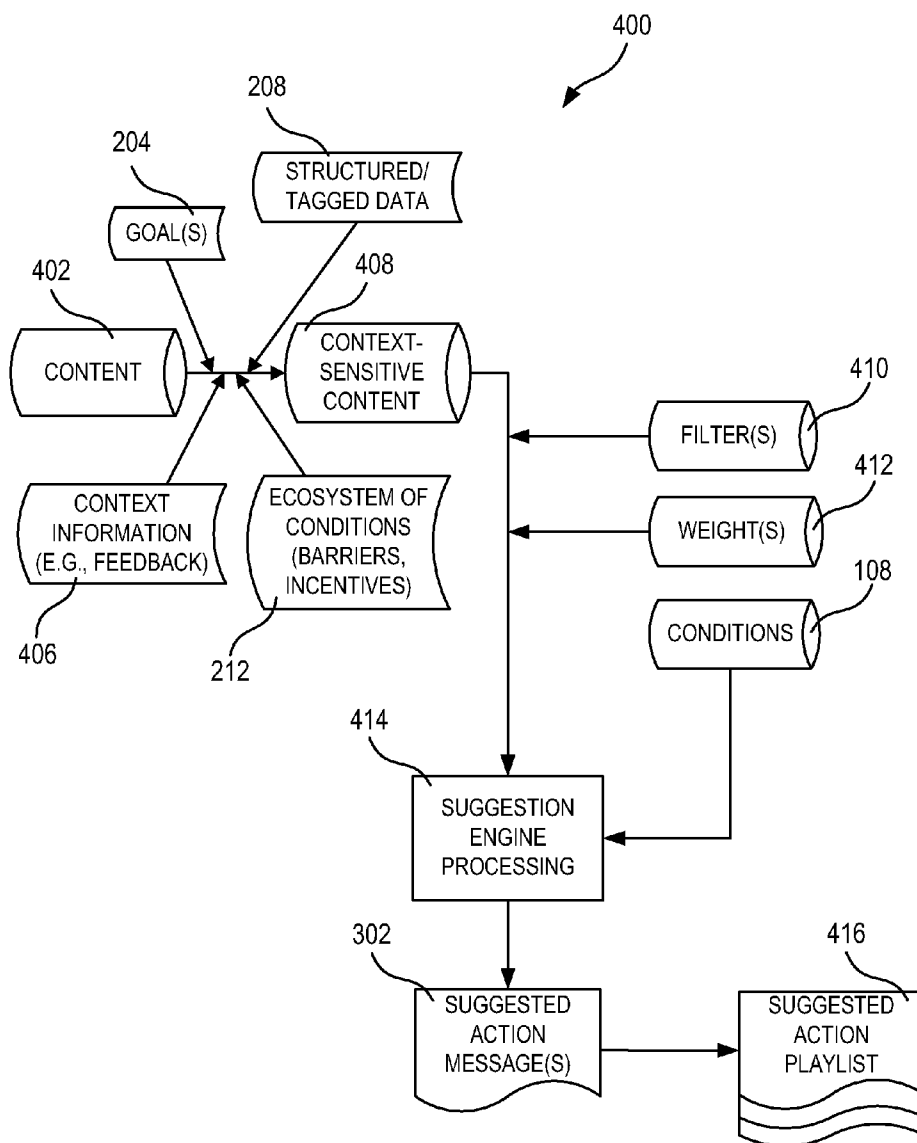 400
208
204
STRUCTURED/
TAGGED DATA
GOAL(S)
402
408
CONTENT
CONTEXT-
SENSITIVE
CONTENT
410
FILTER(S)
412
WEIGHT(S)
CONTEXT
INFORMATION
(E.G., FEEDBACK)
ECOSYSTEM OF
CONDITIONS
(BARRIERS,
INCENTIVES)
108
CONDITIONS
406
212
414
SUGGESTION
ENGINE
PROCESSING
302
SUGGESTED
ACTION
MESSAGE(S)
416
SUGGESTED
ACTION
PLAYLIST